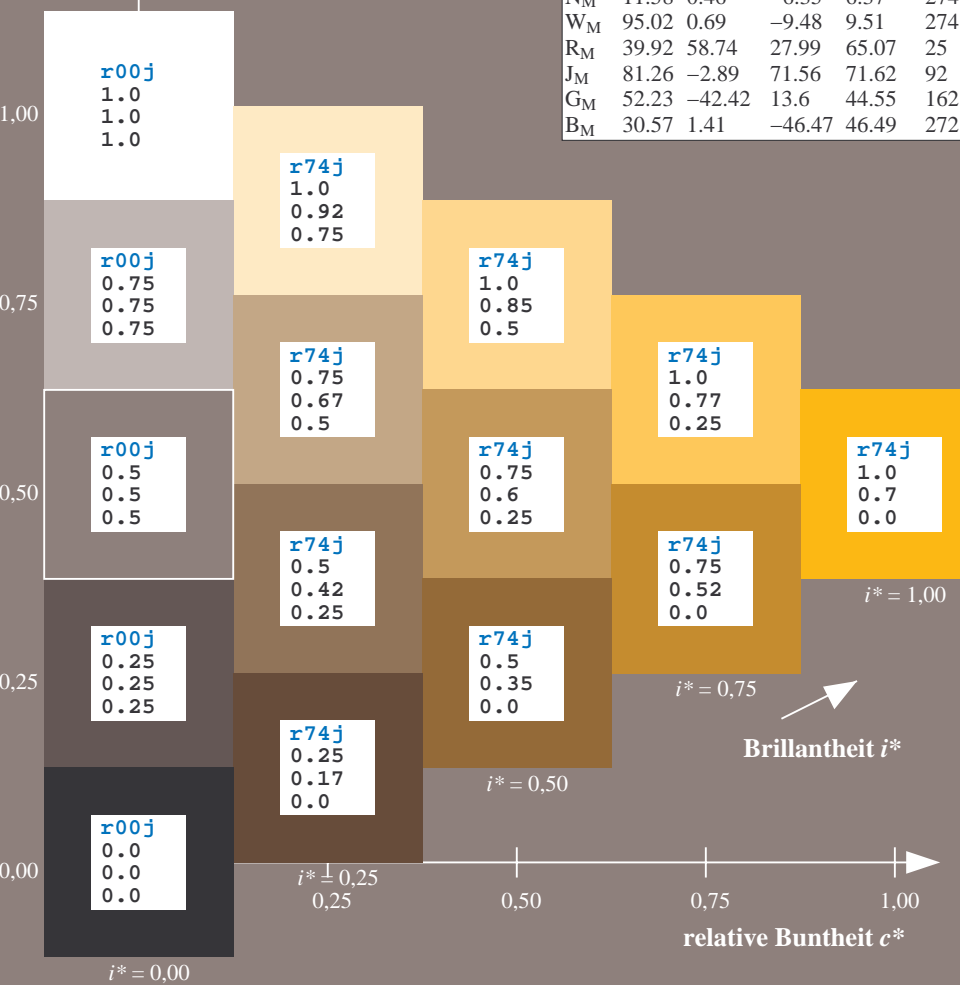 W_M 95.02 0.69 –9.48 9.51 274
R_M 39.92 58.74 27.99 65.07 25
J_M 81.26 –2.89 71.56 71.62 92
G_M 52.23 –42.42 13.6 44.55 162
B_M 30.57 1.41 –46.47 46.49 272
1,00
r00j
1.0
1.0
1.0
r74j
1.0
0.92
0.75
0,75
r00j
0.75
0.75
0.75
r74j
1.0
0.85
0.5
r74j
0.75
0.67
0.5
r74j
1.0
0.77
0.25
0,50
r00j
0.5
0.5
0.5
r74j
0.75
0.6
0.25
r74j
1.0
0.7
0.0
i* = 1,00
r74j
0.5
0.42
0.25
r74j
0.75
0.52
0.0
i* = 0,75
0,25
r00j
0.25
0.25
0.25
r74j
0.5
0.35
0.0
i* = 0,50
Brillantheit i*
r74j
0.25
0.17
0.0
i* = 0,25
0,00
r00j
0.0
0.0
0.0
i* = 0,00
0,25 0,50 0,75 1,00
relative Buntheit c*